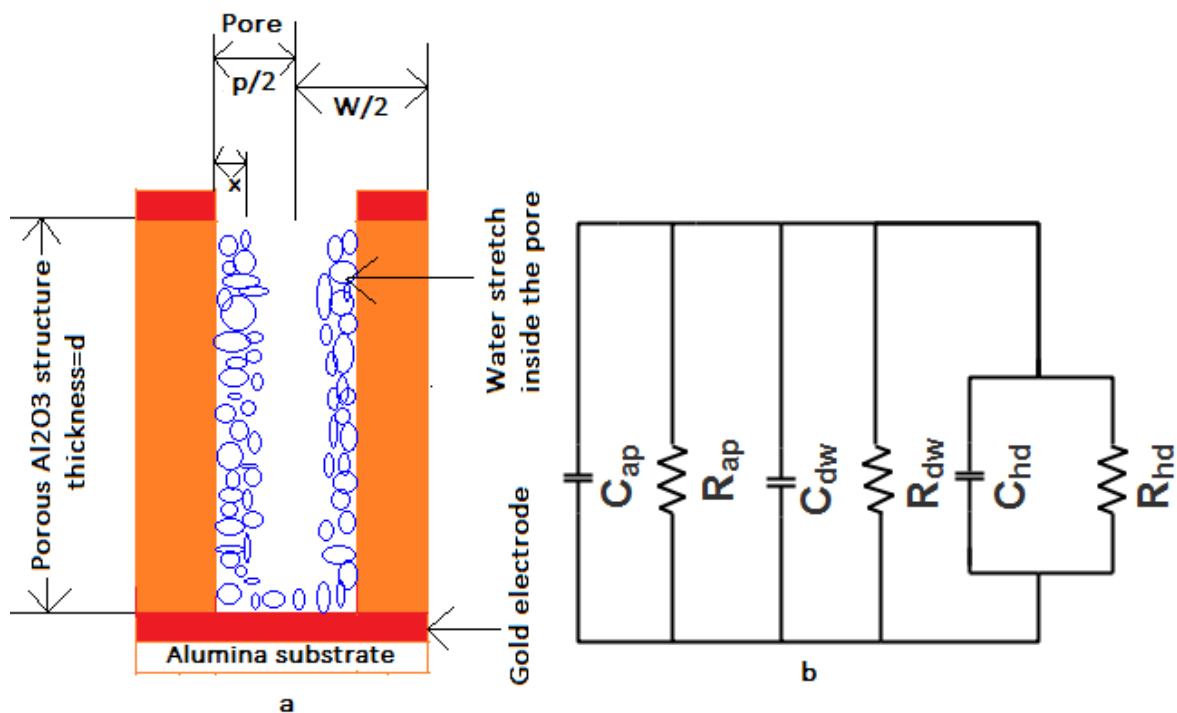 Pore
p/2
W/2
x
Porous Al2O3 structure
thickness=d
Water stretch
inside the pore
Gold electrode
Alumina substrate
a
Cap
Rap
Cdw
Rdw
Chd
Rhd
b